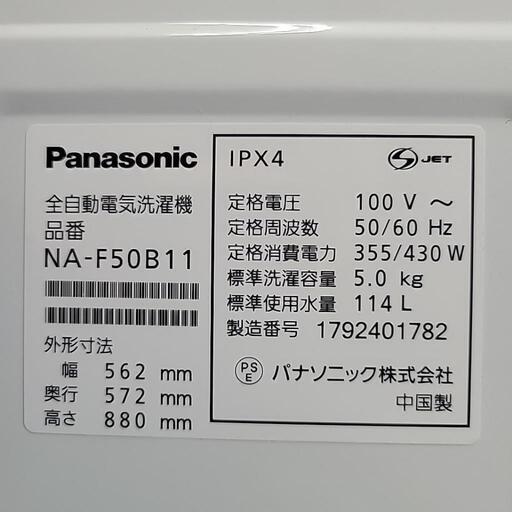 Panasonic
全自動電気洗濯機
品番
NA-F50B11
外形寸法
幅 562 mm
奥行 572 mm
高さ 880 mm
IPX4
S JET
定格電圧 100 V ～
定格周波数 50/60 Hz
定格消費電力 355/430 W
標準洗濯容量 5.0 kg
標準使用水量 114 L
製造番号 1792401782
PS
E
パナソニック株式会社
中国製